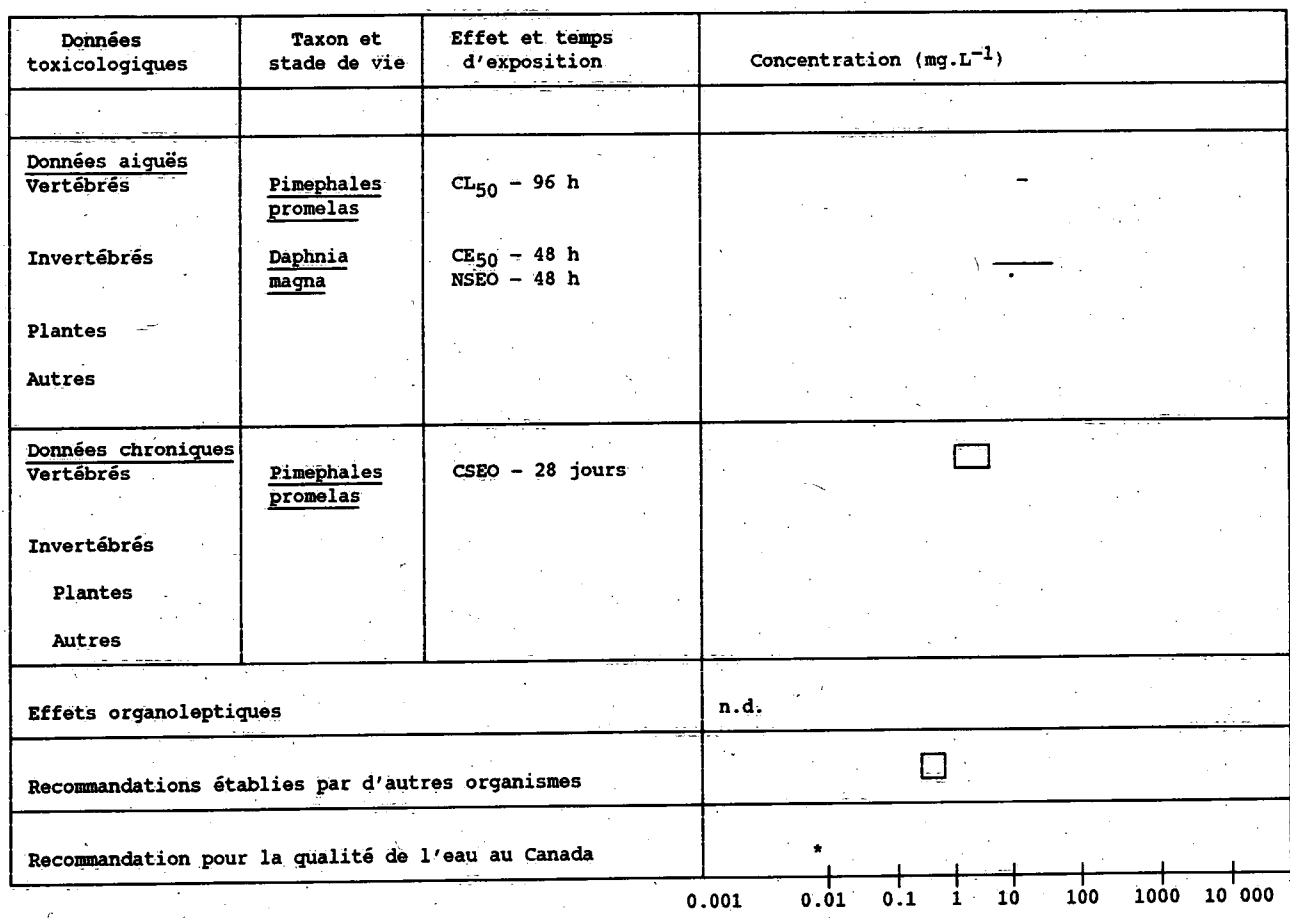 Données toxicologiques
Taxon et stade de vie
Effet et temps d'exposition
Concentration (mg.L-1)
Données aiguës
Vertébrés
Pimephales promelas
CL50 - 96 h
Invertébrés
Daphnia magna
CE50 - 48 h
NSEO - 48 h
Plantes
Autres
Données chroniques
Vertébrés
Pimephales promelas
CSEO - 28 jours
Invertébrés
Plantes
Autres
Effets organoleptiques
n.d.
Recommandations établies par d'autres organismes
Recommandation pour la qualité de l'eau au Canada
*
0.001 0.01 0.1 1 10 100 1000 10 000